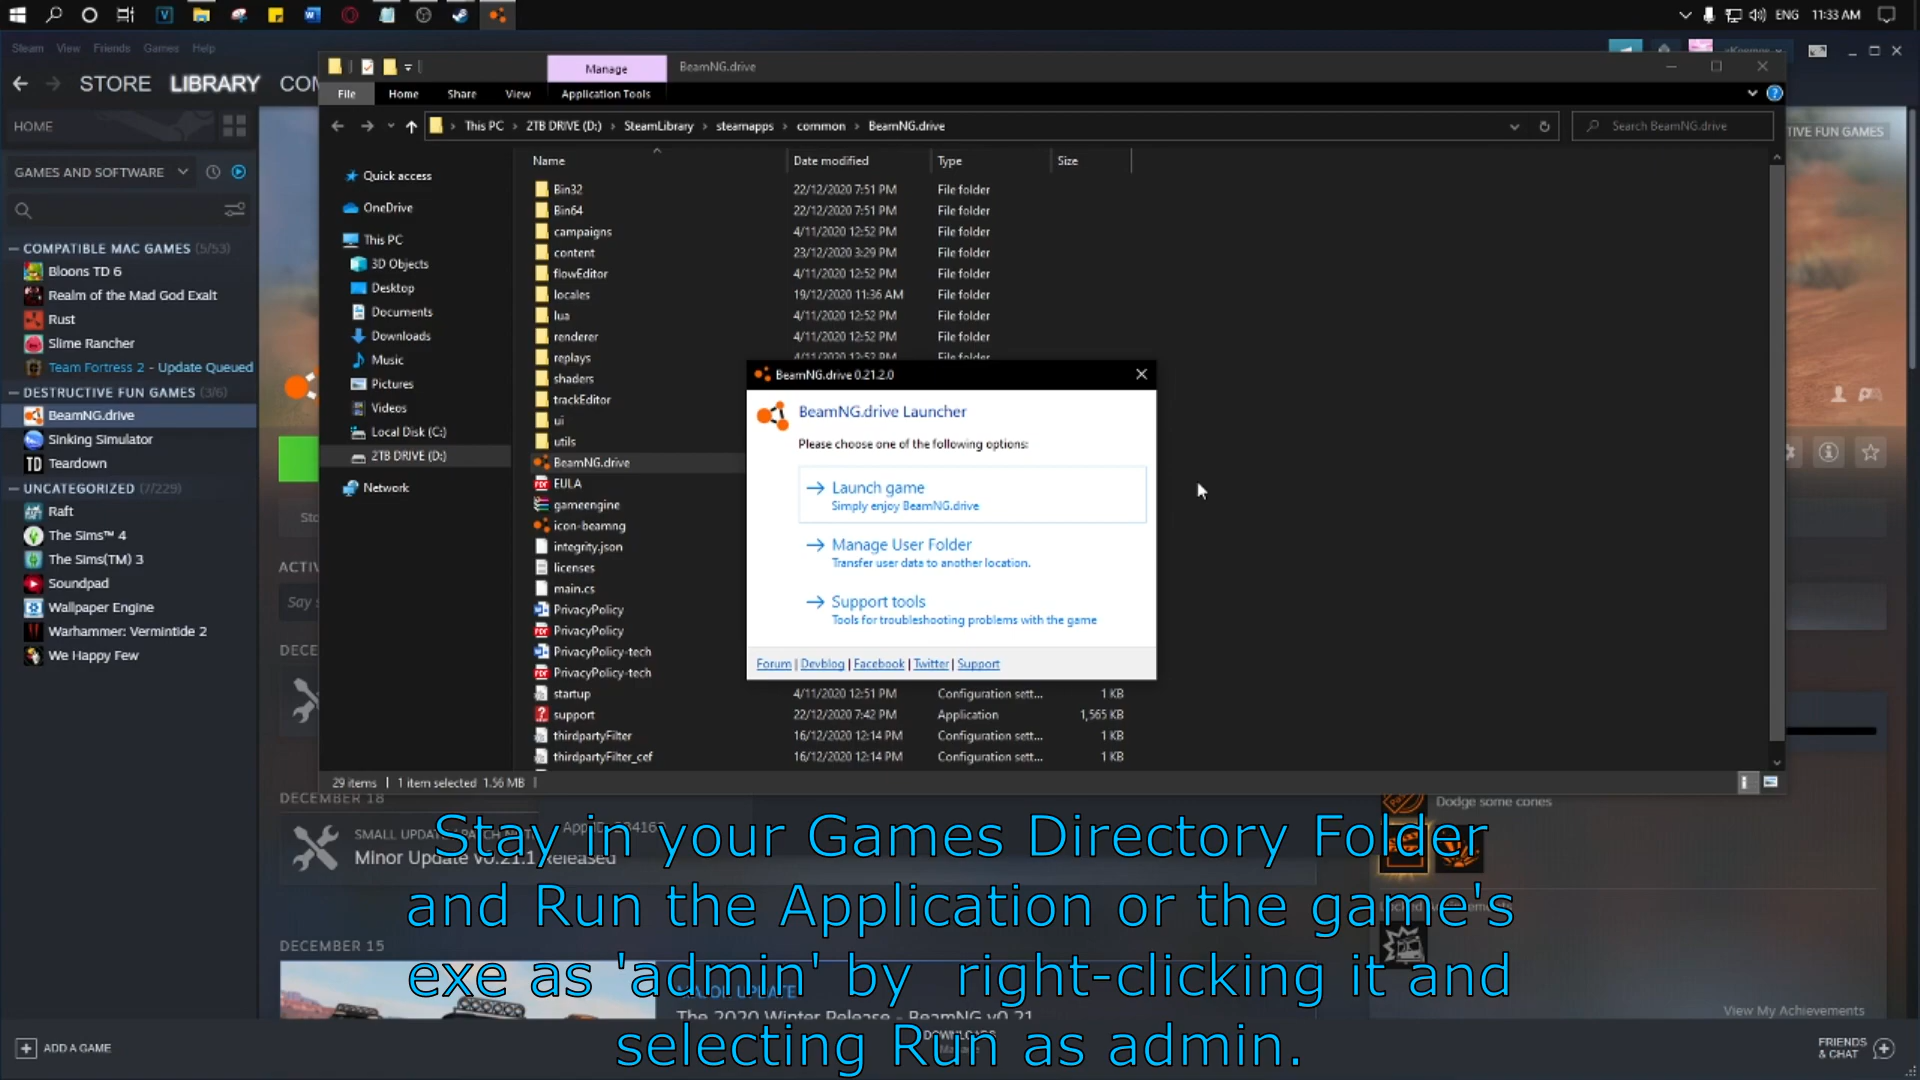 ENG
11:33 AM
Steam View Friends Games Help
STORE LIBRARY
HOME
GAMES AND SOFTWARE
COMPATIBLE MAC GAMES (5/53)
Bloons TD 6
Realm of the Mad God Exalt
Rust
Slime Rancher
Team Fortress 2 - Update Queued
DESTRUCTIVE FUN GAMES (3/6)
BeamNG.drive
Sinking Simulator
Teardown
UNCATEGORIZED (7/229)
Raft
The Sims™ 4
The Sims(TM) 3
Soundpad
Wallpaper Engine
Warhammer: Vermintide 2
We Happy Few
ADD A GAME
Manage BeamNG.drive
File Home Share View Application Tools
This PC › 2TB DRIVE (D:) › SteamLibrary › steamapps › common › BeamNG.drive
Search BeamNG.drive
Quick access
OneDrive
This PC
3D Objects
Desktop
Documents
Downloads
Music
Pictures
Videos
Local Disk (C:)
2TB DRIVE (D:)
Network
Name Date modified Type Size
Bin32 22/12/2020 7:51 PM File folder
Bin64 22/12/2020 7:51 PM File folder
campaigns 4/11/2020 12:52 PM File folder
content 23/12/2020 3:29 PM File folder
flowEditor 4/11/2020 12:52 PM File folder
locales 19/12/2020 11:36 AM File folder
lua 4/11/2020 12:52 PM File folder
renderer 4/11/2020 12:52 PM File folder
replays 4/11/2020 12:52 PM File folder
shaders
trackEditor
ui
utils
BeamNG.drive
EULA
gameengine
icon-beamng
integrity.json
licenses
main.cs
PrivacyPolicy
PrivacyPolicy
PrivacyPolicy-tech
PrivacyPolicy-tech
startup 4/11/2020 12:51 PM Configuration sett... 1 KB
support 22/12/2020 7:42 PM Application 1,565 KB
thirdpartyFilter 16/12/2020 12:14 PM Configuration sett... 1 KB
thirdpartyFilter_cef 16/12/2020 12:14 PM Configuration sett... 1 KB
29 items 1 item selected 1.56 MB
BeamNG.drive 0.21.2.0
BeamNG.drive Launcher
Please choose one of the following options:
Launch game
Simply enjoy BeamNG.drive
Manage User Folder
Transfer user data to another location.
Support tools
Tools for troubleshooting problems with the game
Forum | Devblog | Facebook | Twitter | Support
TIVE FUN GAMES
DECEMBER 18
Minor Update v0.21.1 Released
Dodge some cones
DECEMBER 15
MAJOR UPDATE
The 2020 Winter Release - BeamNG v0.21
View My Achievements
FRIENDS
& CHAT
Stay in your Games Directory Folder
and Run the Application or the game's
exe as 'admin' by right-clicking it and
selecting Run as admin.